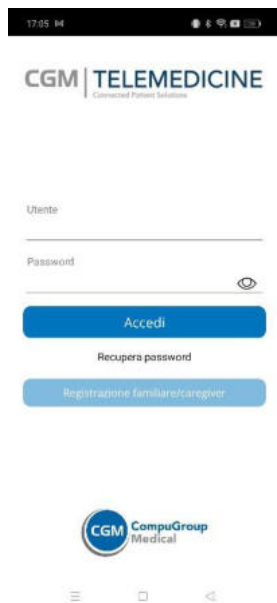 17:05
CGM TELEMEDICINE
Connected Patient Solutions
Utente
Password
Accedi
Recupera password
Registrazione familiare/caregiver
CGM CompuGroup
Medical